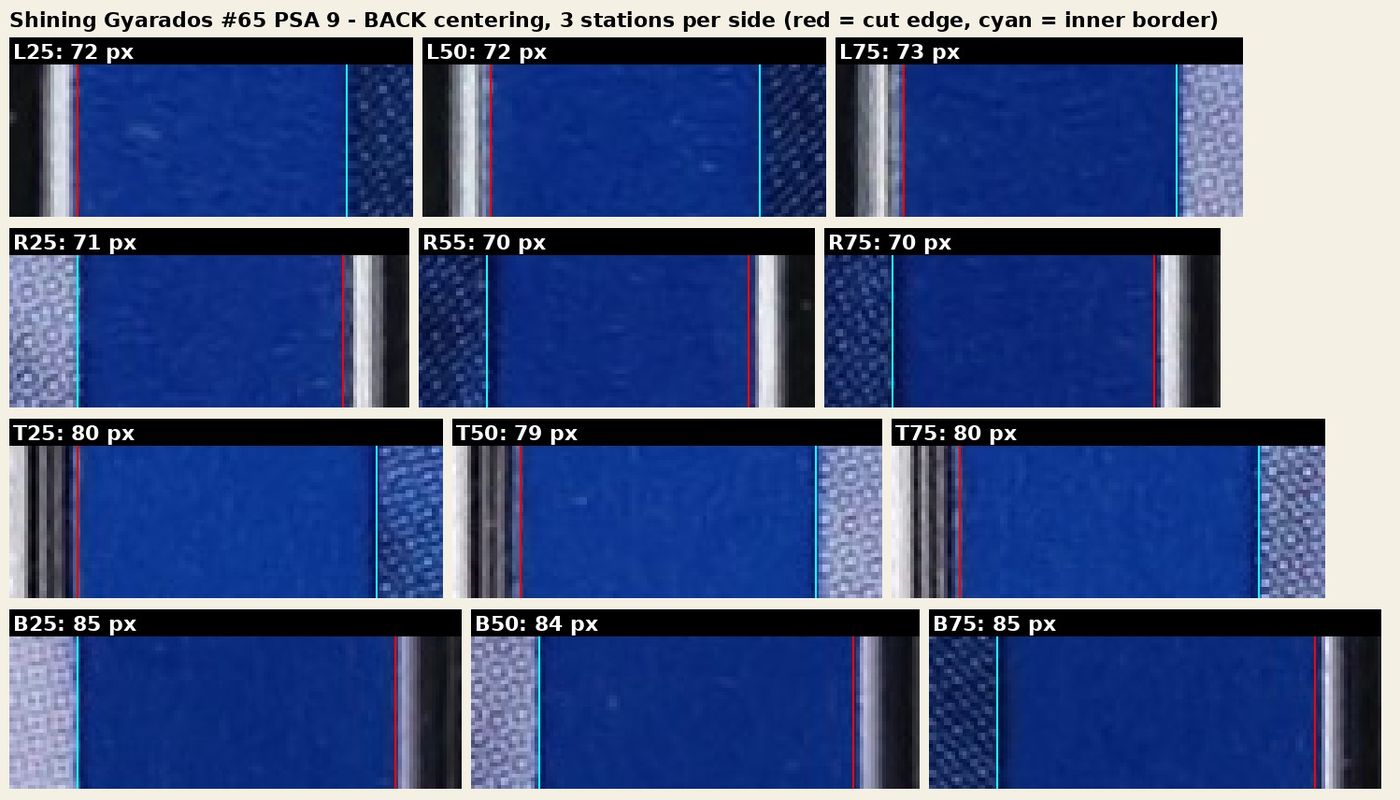 Shining Gyarados #65 PSA 9 - BACK centering, 3 stations per side (red = cut edge, cyan = inner border)
L25: 72 px
L50: 72 px
L75: 73 px
R25: 71 px
R55: 70 px
R75: 70 px
T25: 80 px
T50: 79 px
T75: 80 px
B25: 85 px
B50: 84 px
B75: 85 px